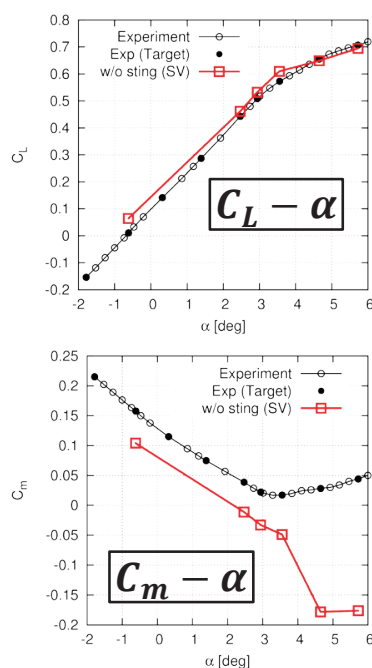 0.8
0.7
0.6
0.5
0.4
0.3
0.2
0.1
0
-0.1
-0.2
C_L
Experiment
Exp (Target)
w/o sting (SV)
C_L − α
-2 -1 0 1 2 3 4 5 6
α [deg]
0.25
0.2
0.15
0.1
0.05
0
-0.05
-0.1
-0.15
-0.2
C_m
Experiment
Exp (Target)
w/o sting (SV)
C_m − α
-2 -1 0 1 2 3 4 5 6
α [deg]